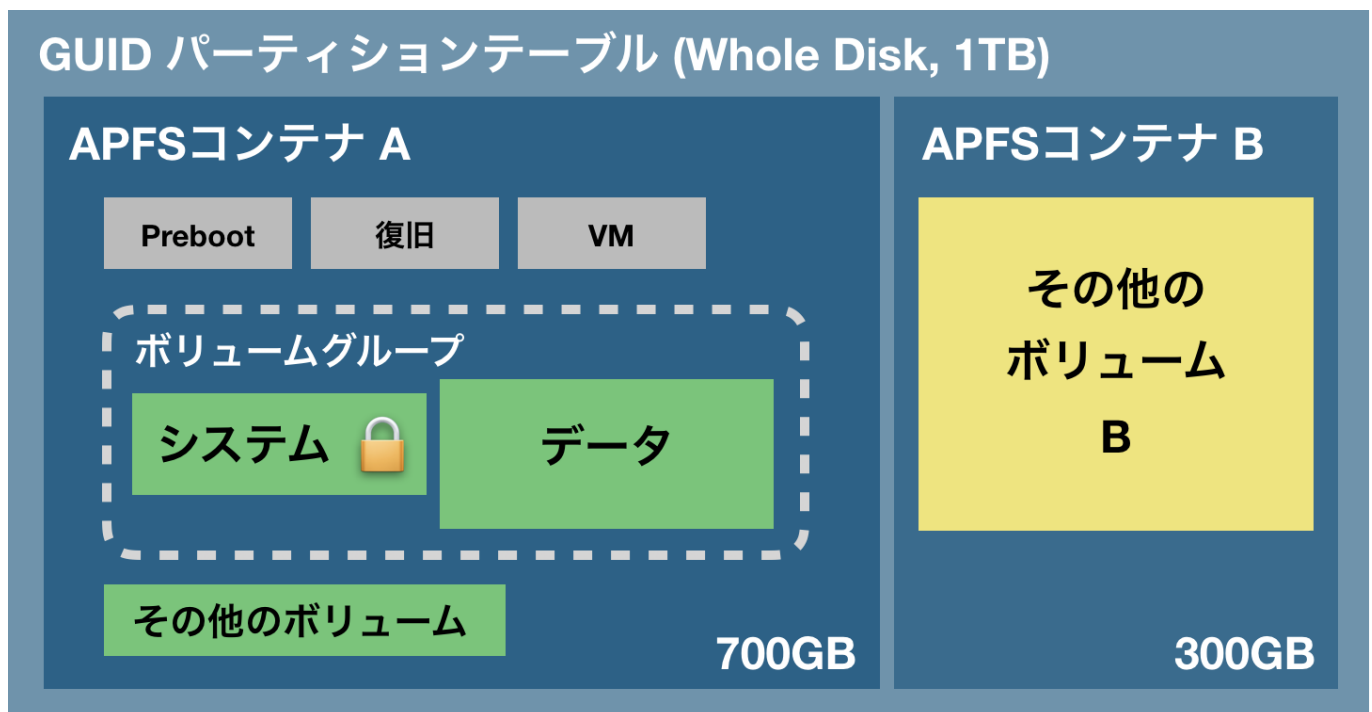 GUID パーティションテーブル (Whole Disk, 1TB)
APFSコンテナ A
Preboot
復旧
VM
ボリュームグループ
システム
データ
その他のボリューム
700GB
APFSコンテナ B
その他の
ボリューム
B
300GB